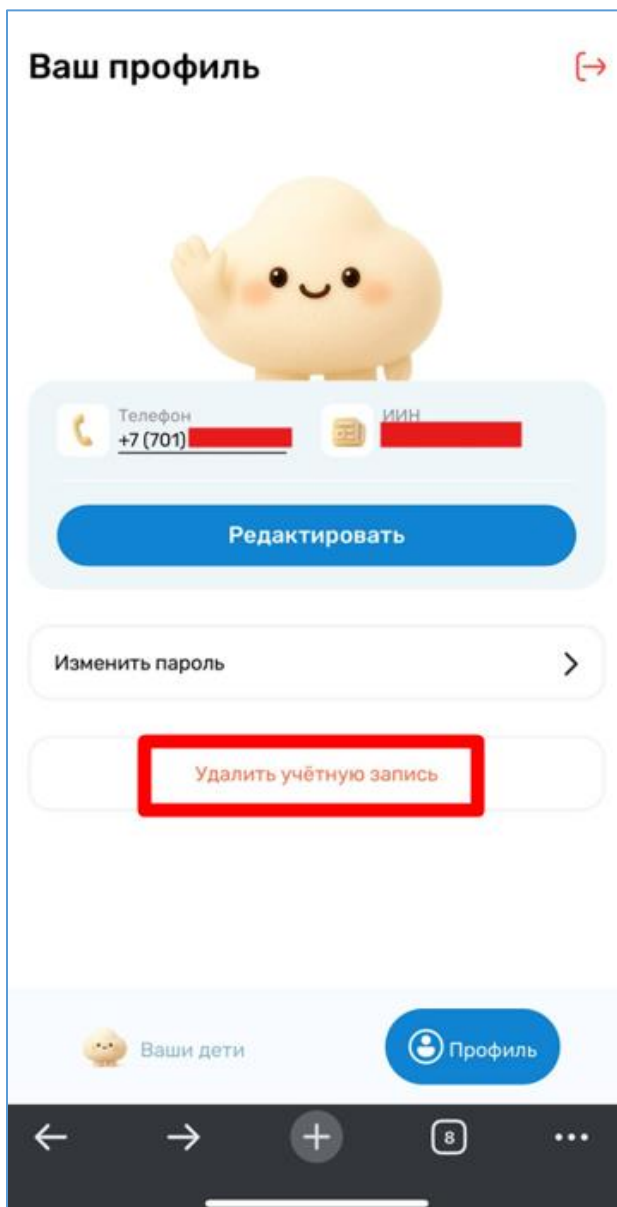 Ваш профиль
Телефон
ИИН
+7 (701)
Редактировать
Изменить пароль
Удалить учётную запись
Ваши дети
Профиль
8